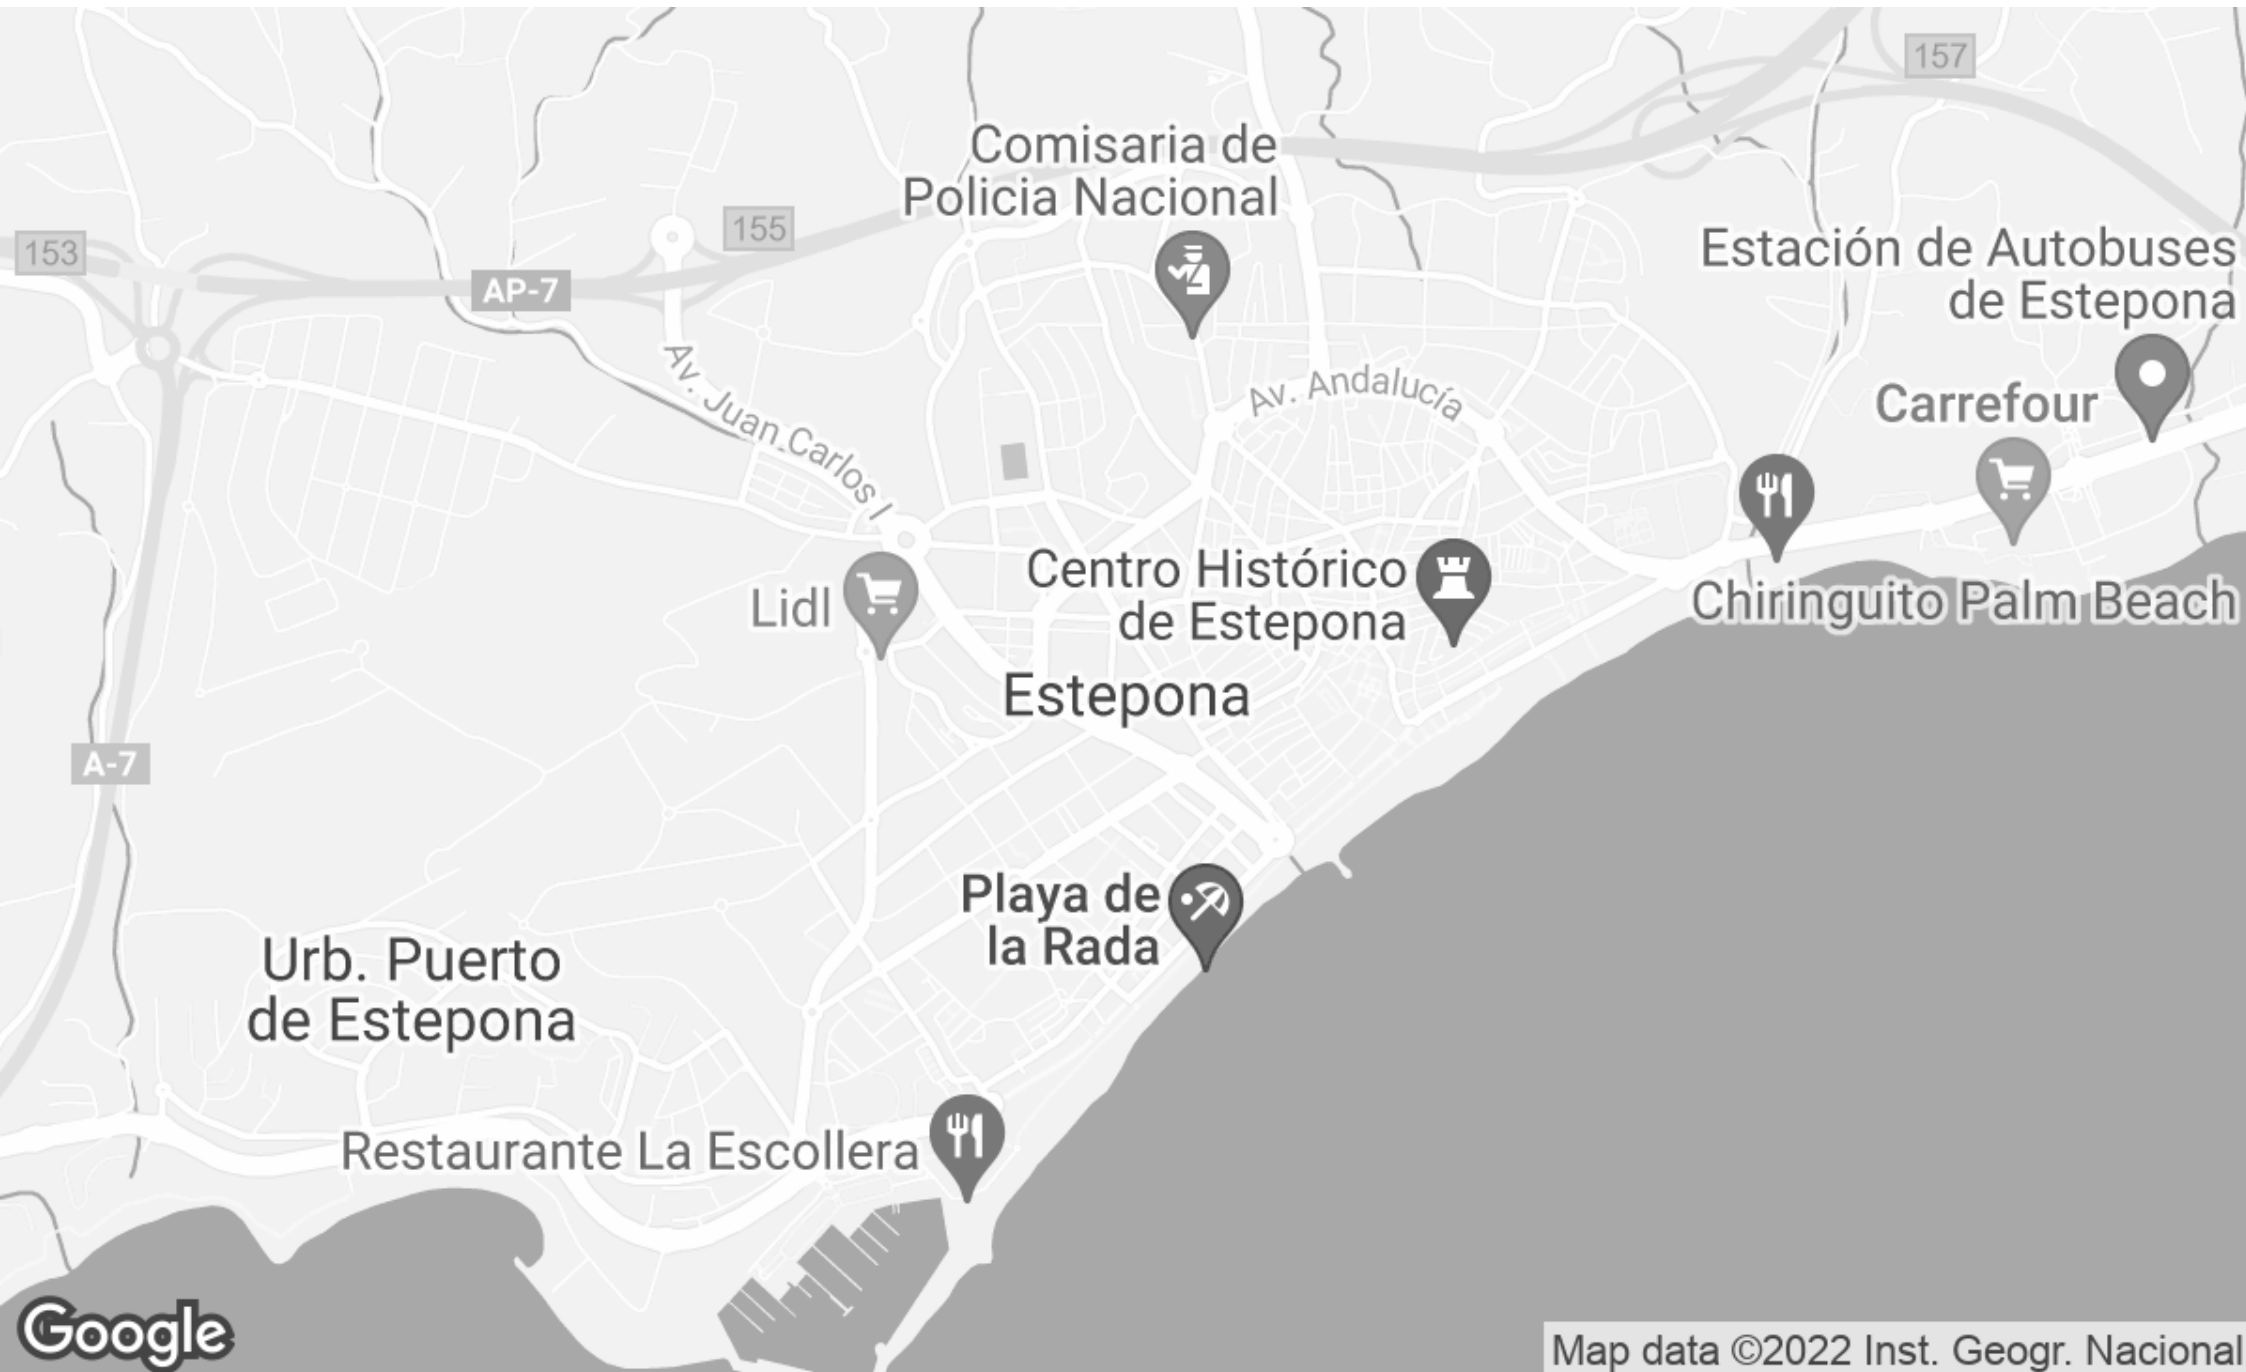 157
Comisaria de
Policia Nacional
155
153
Estación de Autobuses
de Estepona
AP-7
Av. Juan Carlos I
Av. Andalucía
Carrefour
Centro Histórico
de Estepona
Chiringuito Palm Beach
Lidl
Estepona
A-7
Playa de
la Rada
Urb. Puerto
de Estepona
Restaurante La Escollera
Google
Map data ©2022 Inst. Geogr. Nacional